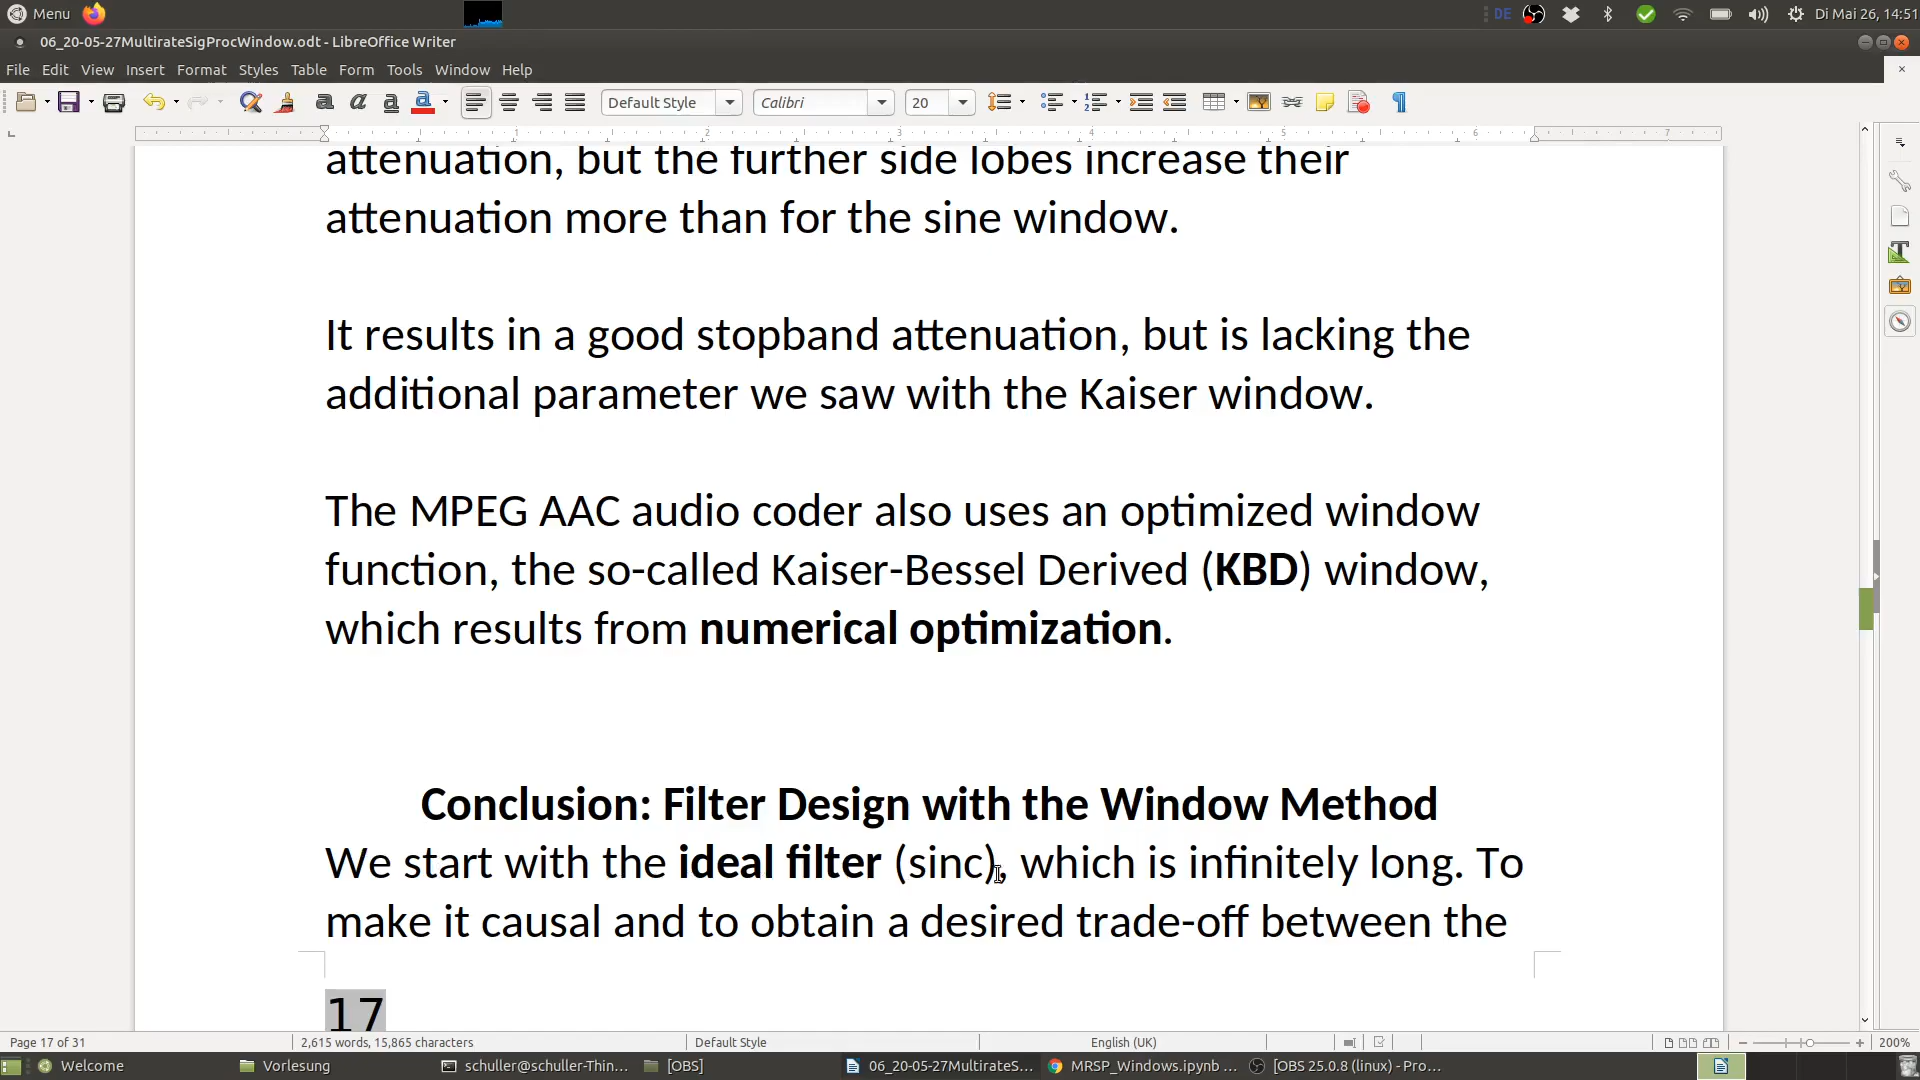 Menu
DE
Di Mai 26, 14:51
06_20-05-27MultirateSigProcWindow.odt - LibreOffice Writer
File Edit View Insert Format Styles Table Form Tools Window Help
Default Style
Calibri
20
1 2 3 4 5 6 7
attenuation, but the further side lobes increase their
attenuation more than for the sine window.
It results in a good stopband attenuation, but is lacking the
additional parameter we saw with the Kaiser window.
The MPEG AAC audio coder also uses an optimized window
function, the so-called Kaiser-Bessel Derived (KBD) window,
which results from numerical optimization.
Conclusion: Filter Design with the Window Method
We start with the ideal filter (sinc), which is infinitely long. To
make it causal and to obtain a desired trade-off between the
17
Page 17 of 31
2,615 words, 15,865 characters
Default Style
English (UK)
200%
Welcome
Vorlesung
schuller@schuller-Thin...
[OBS]
06_20-05-27MultirateS...
MRSP_Windows.ipynb ...
[OBS 25.0.8 (linux) - Pro...